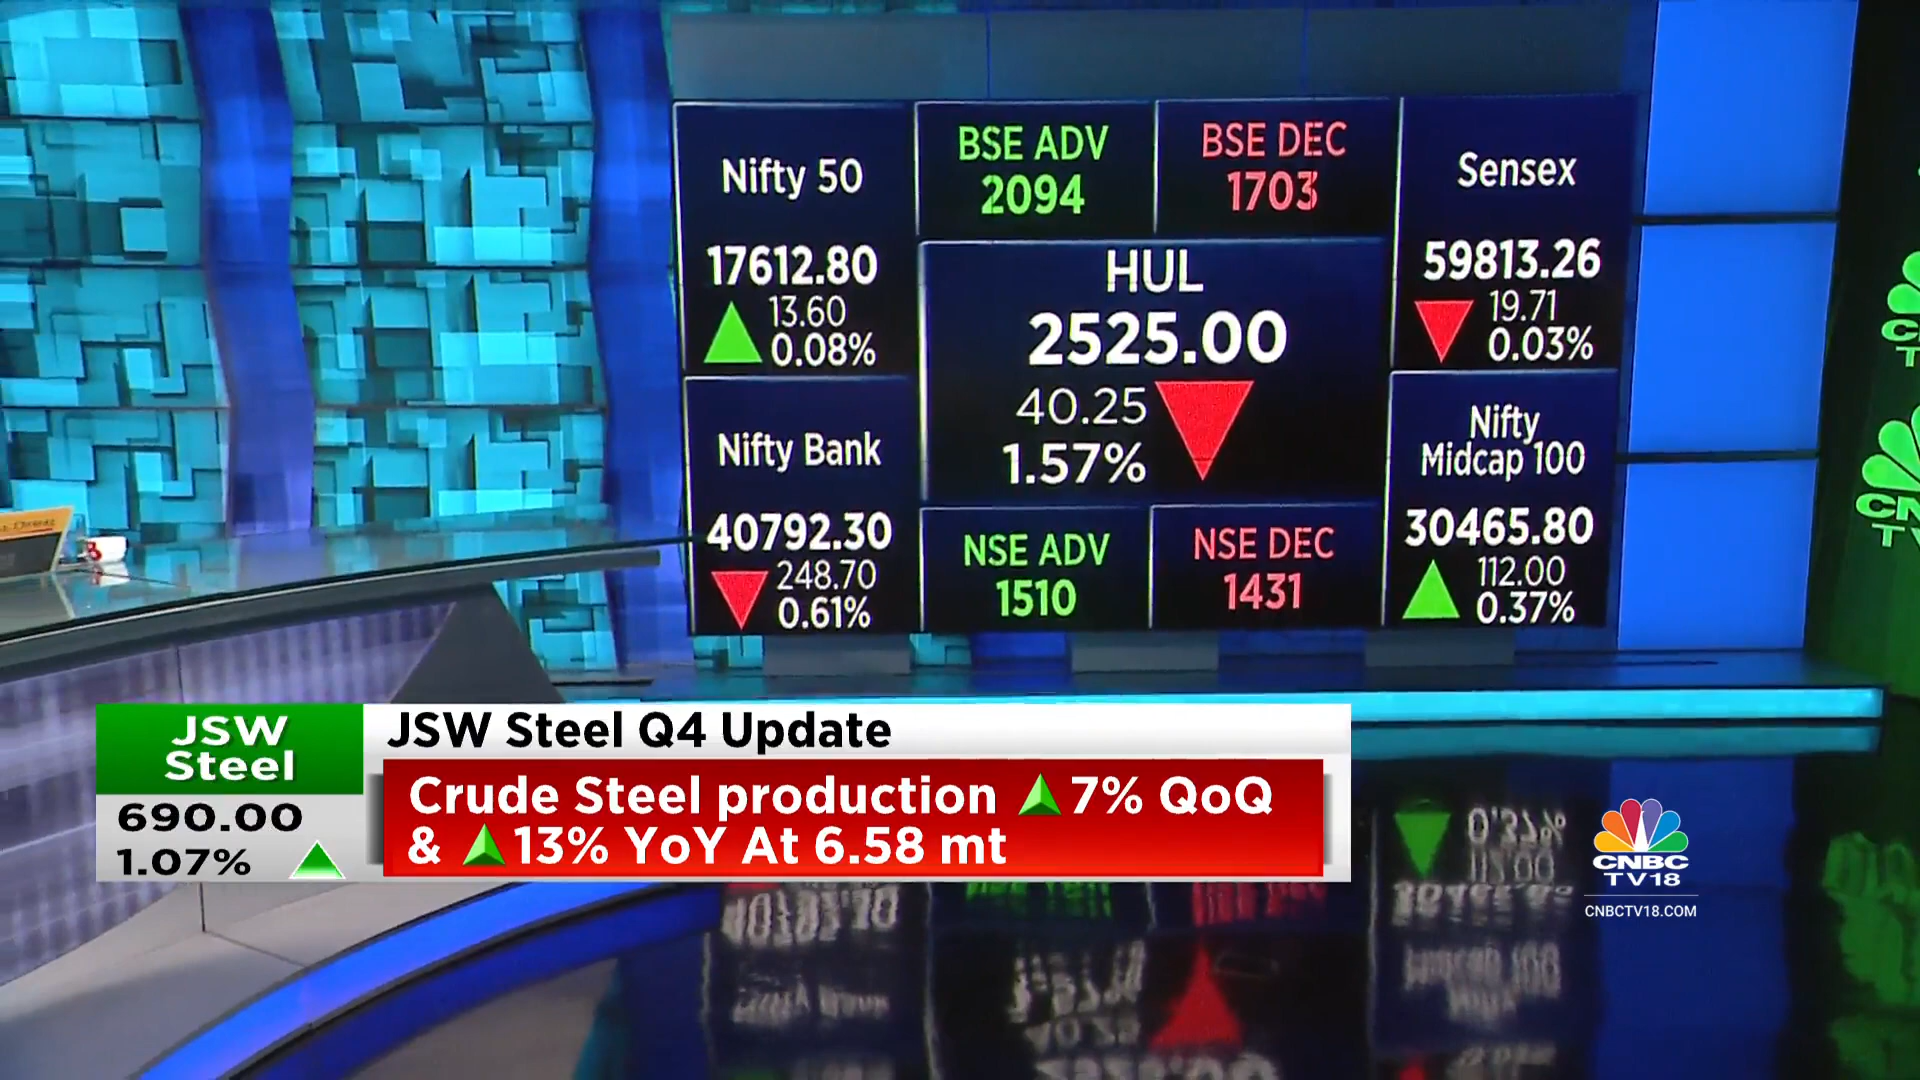 Nifty 50
17612.80
13.60
0.08%
BSE ADV
2094
BSE DEC
1703
Sensex
59813.26
19.71
0.03%
HUL
2525.00
40.25
1.57%
Nifty Bank
40792.30
248.70
0.61%
NSE ADV
1510
NSE DEC
1431
Nifty
Midcap 100
30465.80
112.00
0.37%
JSW
Steel
690.00
1.07%
JSW Steel Q4 Update
Crude Steel production 7% QoQ
& 13% YoY At 6.58 mt
CNBC
TV18
CNBCTV18.COM